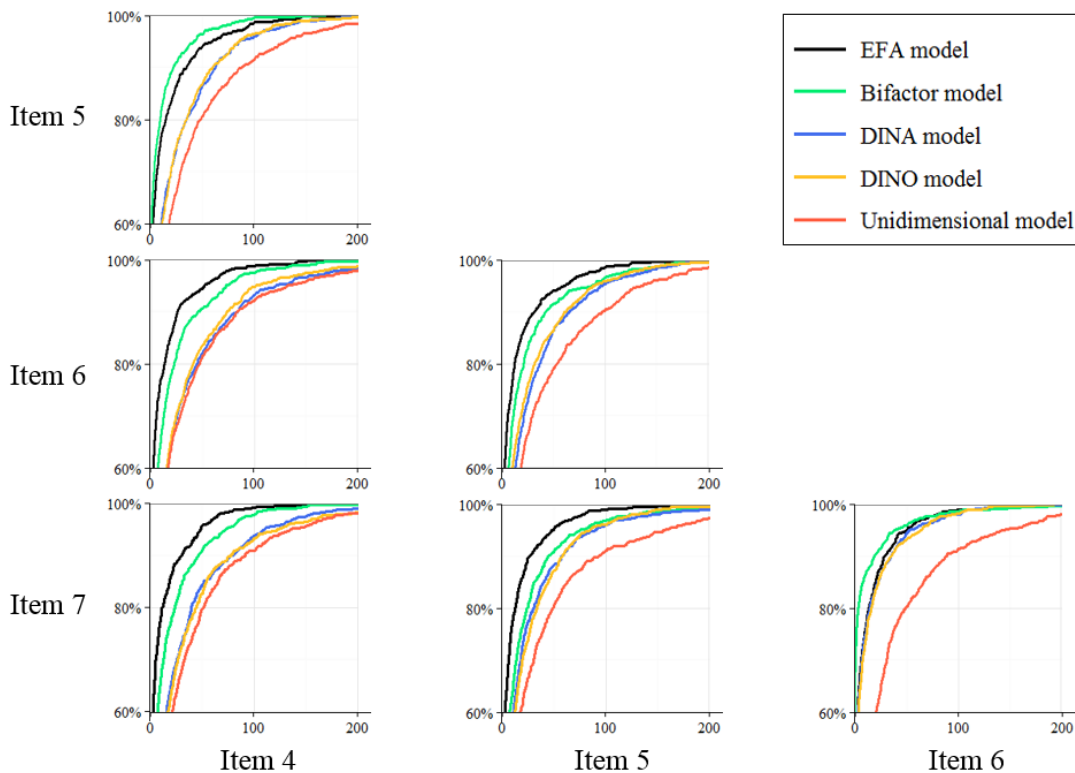 100%
80%
60%
0 100 200
Item 5
EFA model
Bifactor model
DINA model
DINO model
Unidimensional model
100%
80%
60%
0 100 200
Item 6
100%
80%
60%
0 100 200
100%
80%
60%
0 100 200
Item 7
100%
80%
60%
0 100 200
100%
80%
60%
0 100 200
Item 4 Item 5 Item 6